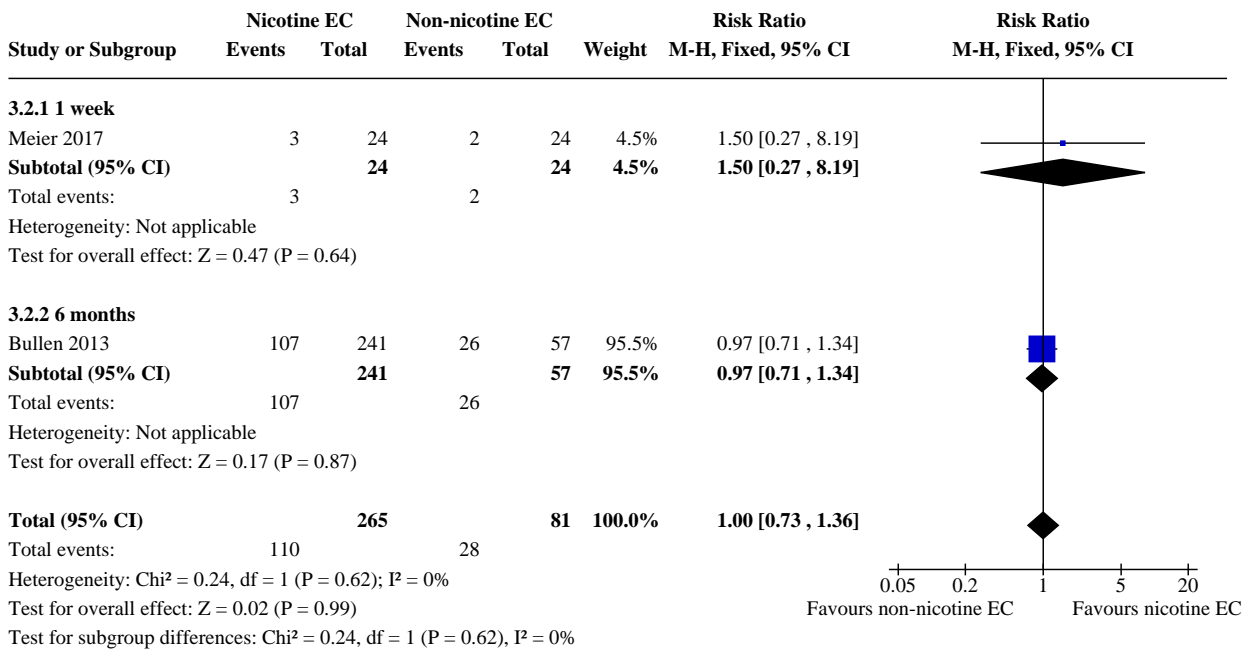 Nicotine EC Non-nicotine EC Risk Ratio Risk Ratio
Study or Subgroup Events Total Events Total Weight M-H, Fixed, 95% CI M-H, Fixed, 95% CI
3.2.1 1 week
Meier 2017 3 24 2 24 4.5% 1.50 [0.27 , 8.19]
Subtotal (95% CI) 24 24 4.5% 1.50 [0.27 , 8.19]
Total events: 3 2
Heterogeneity: Not applicable
Test for overall effect: Z = 0.47 (P = 0.64)
3.2.2 6 months
Bullen 2013 107 241 26 57 95.5% 0.97 [0.71 , 1.34]
Subtotal (95% CI) 241 57 95.5% 0.97 [0.71 , 1.34]
Total events: 107 26
Heterogeneity: Not applicable
Test for overall effect: Z = 0.17 (P = 0.87)
Total (95% CI) 265 81 100.0% 1.00 [0.73 , 1.36]
Total events: 110 28
Heterogeneity: Chi² = 0.24, df = 1 (P = 0.62); I² = 0%
0.05 0.2 1 5 20
Test for overall effect: Z = 0.02 (P = 0.99)
Favours non-nicotine EC Favours nicotine EC
Test for subgroup differences: Chi² = 0.24, df = 1 (P = 0.62), I² = 0%